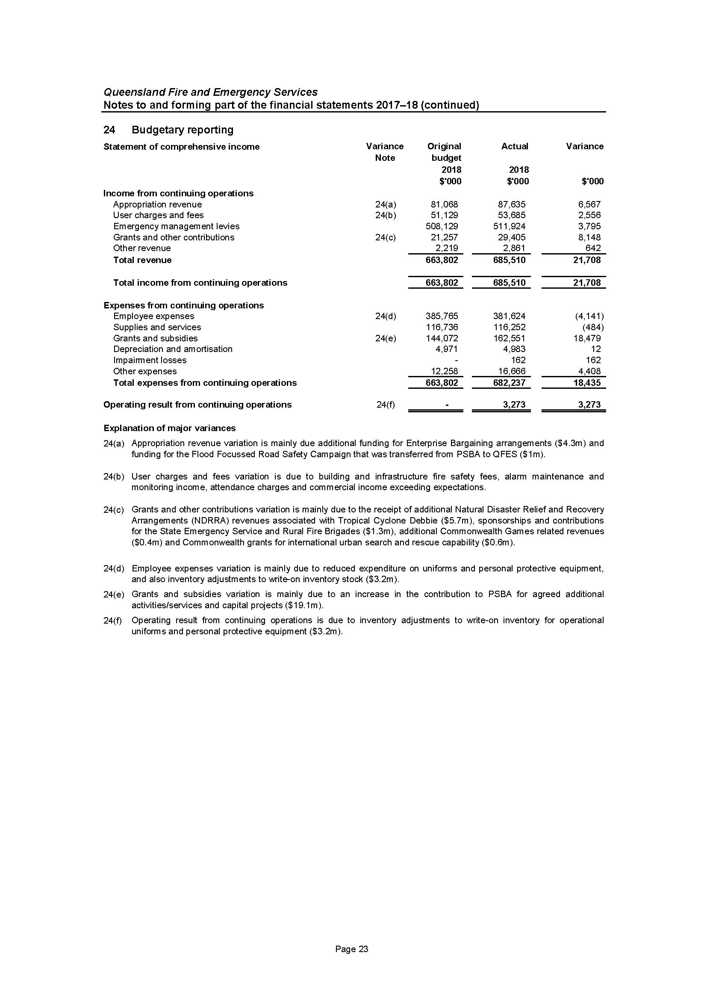 Queensland Fire and Emergency Services
Notes to and forming part of the financial statements 2017–18 (continued)
24 Budgetary reporting
Statement of comprehensive income Variance Original Actual Variance
Note budget
2018 2018
$'000 $'000 $'000
Income from continuing operations
Appropriation revenue 24(a) 81,068 87,635 6,567
User charges and fees 24(b) 51,129 53,685 2,556
Emergency management levies 508,129 511,924 3,795
Grants and other contributions 24(c) 21,257 29,405 8,148
Other revenue 2,219 2,861 642
Total revenue 663,802 685,510 21,708
Total income from continuing operations 663,802 685,510 21,708
Expenses from continuing operations
Employee expenses 24(d) 385,765 381,624 (4,141)
Supplies and services 116,736 116,252 (484)
Grants and subsidies 24(e) 144,072 162,551 18,479
Depreciation and amortisation 4,971 4,983 12
Impairment losses - 162 162
Other expenses 12,258 16,666 4,408
Total expenses from continuing operations 663,802 682,237 18,435
Operating result from continuing operations 24(f) - 3,273 3,273
Explanation of major variances
24(a) Appropriation revenue variation is mainly due additional funding for Enterprise Bargaining arrangements ($4.3m) and
funding for the Flood Focussed Road Safety Campaign that was transferred from PSBA to QFES ($1m).
24(b) User charges and fees variation is due to building and infrastructure fire safety fees, alarm maintenance and
monitoring income, attendance charges and commercial income exceeding expectations.
24(c) Grants and other contributions variation is mainly due to the receipt of additional Natural Disaster Relief and Recovery
Arrangements (NDRRA) revenues associated with Tropical Cyclone Debbie ($5.7m), sponsorships and contributions
for the State Emergency Service and Rural Fire Brigades ($1.3m), additional Commonwealth Games related revenues
($0.4m) and Commonwealth grants for international urban search and rescue capability ($0.6m).
24(d) Employee expenses variation is mainly due to reduced expenditure on uniforms and personal protective equipment,
and also inventory adjustments to write-on inventory stock ($3.2m).
24(e) Grants and subsidies variation is mainly due to an increase in the contribution to PSBA for agreed additional
activities/services and capital projects ($19.1m).
24(f) Operating result from continuing operations is due to inventory adjustments to write-on inventory for operational
uniforms and personal protective equipment ($3.2m).
Page 23